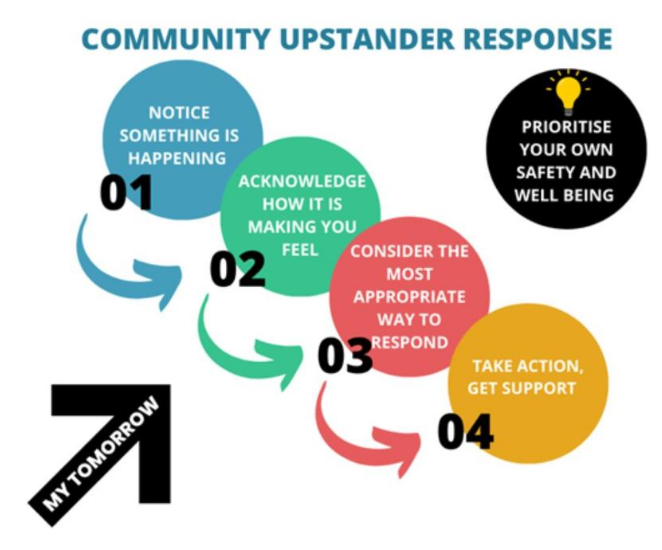 COMMUNITY UPSTANDER RESPONSE
NOTICE
SOMETHING IS
HAPPENING
01
ACKNOWLEDGE
HOW IT IS
MAKING YOU
FEEL
02
CONSIDER THE
MOST
APPROPRIATE
WAY TO
RESPOND
03
TAKE ACTION,
GET SUPPORT
04
PRIORITISE
YOUR OWN
SAFETY AND
WELL BEING
MY TOMORROW